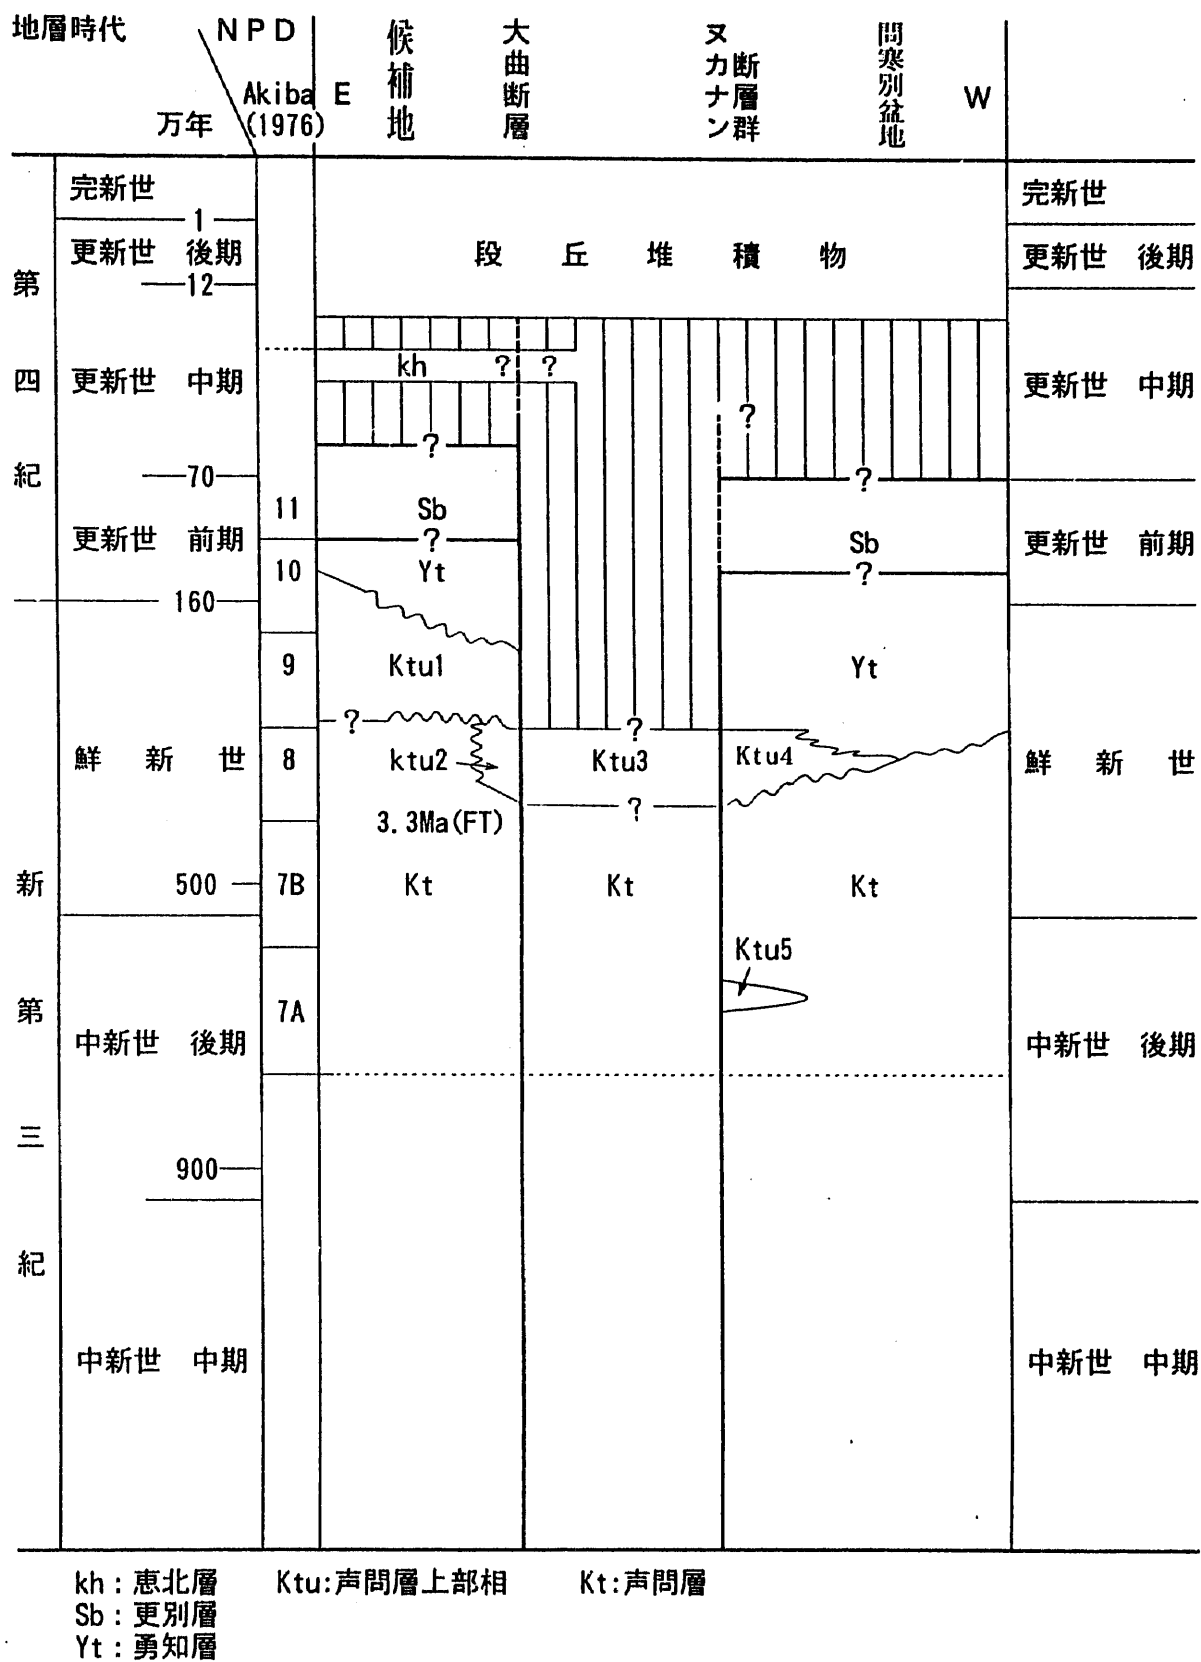 地層時代
NPD
万年
Akiba
(1976)
E
候補地
大曲断層
ヌカナン
断層群
問寒別盆地
W
第四紀
新第三紀
完新世
1
更新世 後期
12
更新世 中期
70
更新世 前期
160
鮮新世
500
中新世 後期
900
中新世 中期
11
10
9
8
7B
7A
段丘堆積物
kh ? ?
?
?
?
Sb
?
Yt
Ktu1
?
ktu2
3.3Ma(FT)
Kt
?
Ktu3
?
Kt
Sb
?
Yt
Ktu4
Kt
Ktu5
完新世
更新世 後期
更新世 中期
更新世 前期
鮮新世
中新世 後期
中新世 中期
kh:恵北層 Ktu:声問層上部相 Kt:声問層
Sb:更別層
Yt:勇知層